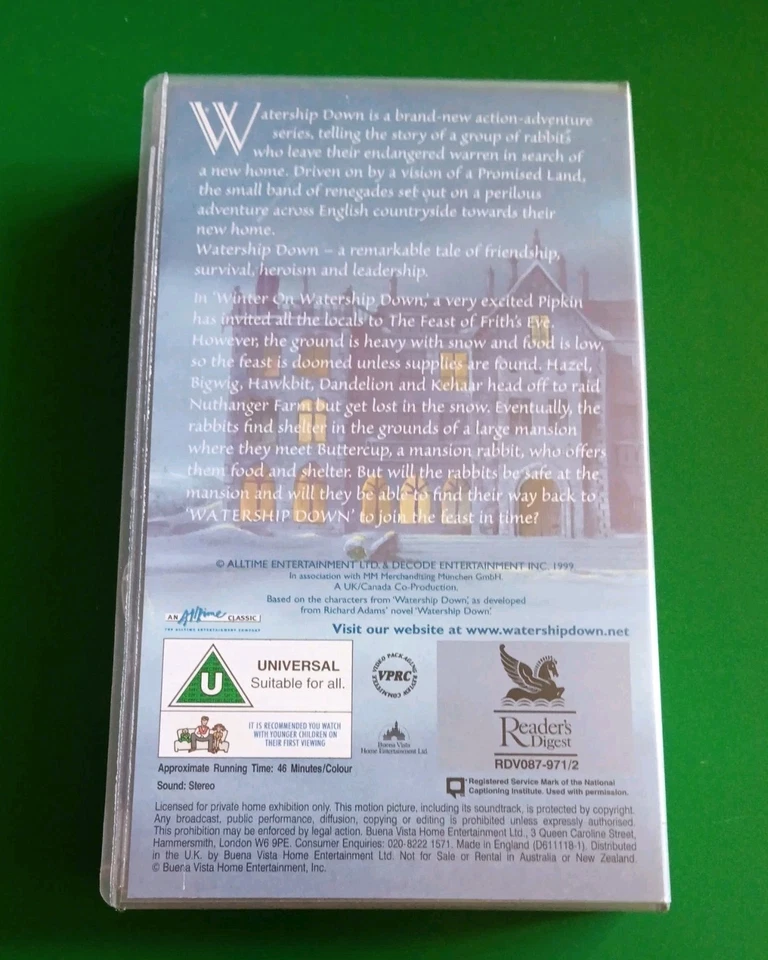 Watership Down is a brand-new action-adventure
series, telling the story of a group of rabbits
who leave their endangered warren in search of
a new home. Driven on by a vision of a Promised Land,
the small band of renegades set out on a perilous
adventure across English countryside towards their
new home.
Watership Down – a remarkable tale of friendship,
survival, heroism and leadership.
In 'Winter On Watership Down,' a very excited Pipkin
has invited all the locals to The Feast of Frith's Eve.
However, the ground is heavy with snow and food is low,
so the feast is doomed unless supplies are found. Hazel,
Bigwig, Hawkbit, Dandelion and Kehaar head off to raid
Nuthanger Farm but get lost in the snow. Eventually, the
rabbits find shelter in the grounds of a large mansion
where they meet Buttercup, a mansion rabbit, who offers
them food and shelter. But will the rabbits be safe at the
mansion and will they be able to find their way back to
'WATERSHIP DOWN' to join the feast in time?
© ALLTIME ENTERTAINMENT LTD. & DECODE ENTERTAINMENT INC. 1999
In association with MM Merchandising München GmbH.
A UK/Canada Co-Production.
Based on the characters from 'Watership Down,' as developed
from Richard Adams' novel 'Watership Down.'
AN Alltime CLASSIC
THE ALLTIME ENTERTAINMENT COMPANY
Visit our website at www.watershipdown.net
U
UNIVERSAL
Suitable for all.
IT IS RECOMMENDED YOU WATCH
WITH YOUNGER CHILDREN ON
THEIR FIRST VIEWING
VIDEO PACKAGING REVIEW COMMITTEE
VPRC
Buena Vista
Home Entertainment Ltd.
Reader's
Digest
RDV087-971/2
Approximate Running Time: 46 Minutes/Colour
Sound: Stereo
* Registered Service Mark of the National
Captioning Institute. Used with permission.
Licensed for private home exhibition only. This motion picture, including its soundtrack, is protected by copyright.
Any broadcast, public performance, diffusion, copying or editing is prohibited unless expressly authorised.
This prohibition may be enforced by legal action. Buena Vista Home Entertainment Ltd., 3 Queen Caroline Street,
Hammersmith, London W6 9PE. Consumer Enquiries: 020-8222 1571. Made in England (D611118-1). Distributed
in the U.K. by Buena Vista Home Entertainment Ltd. Not for Sale or Rental in Australia or New Zealand.
© Buena Vista Home Entertainment, Inc.